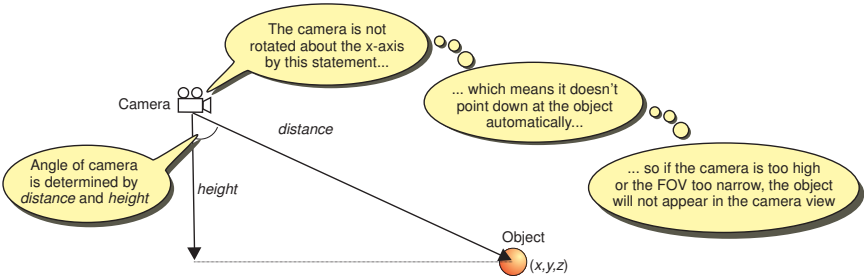 The camera is not
rotated about the x-axis
by this statement...
... which means it doesn't
point down at the object
automatically...
... so if the camera is too high
or the FOV too narrow, the object
will not appear in the camera view
Camera
distance
Angle of camera
is determined by
distance and height
height
Object
(x,y,z)